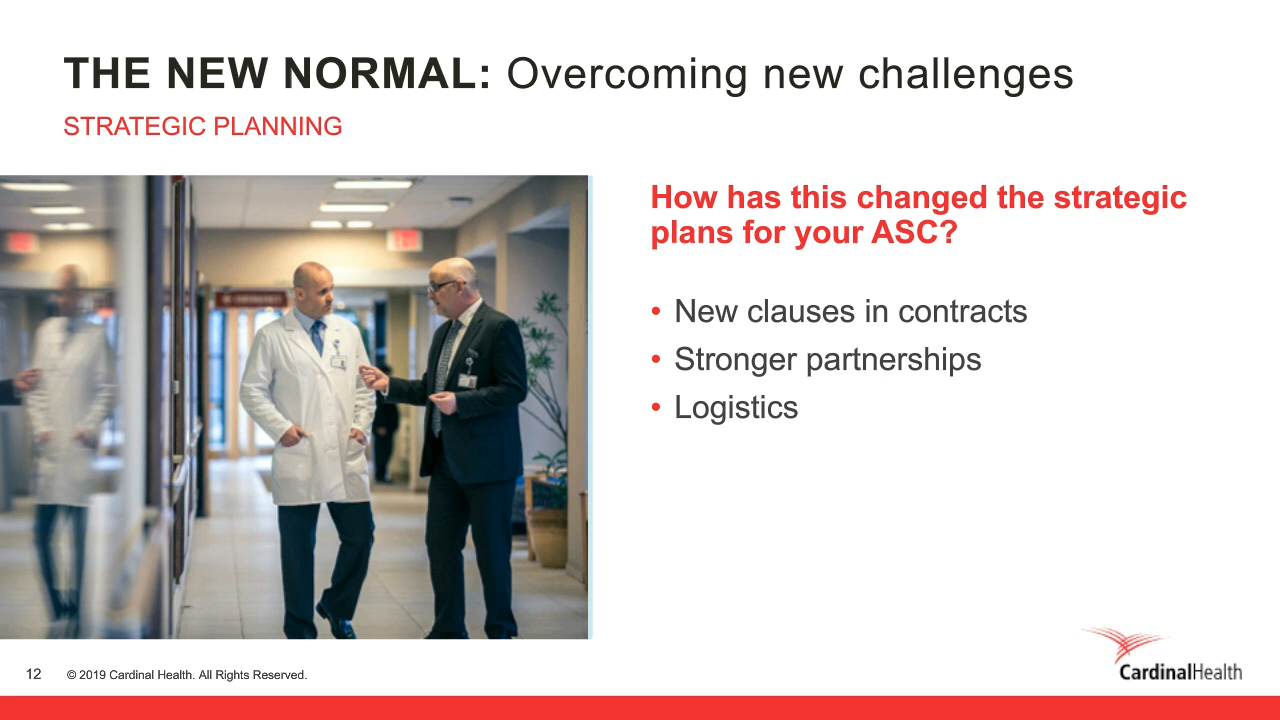 THE NEW NORMAL: Overcoming new challenges
STRATEGIC PLANNING
How has this changed the strategic
plans for your ASC?
• New clauses in contracts
• Stronger partnerships
• Logistics
12 © 2019 Cardinal Health. All Rights Reserved.
CardinalHealth